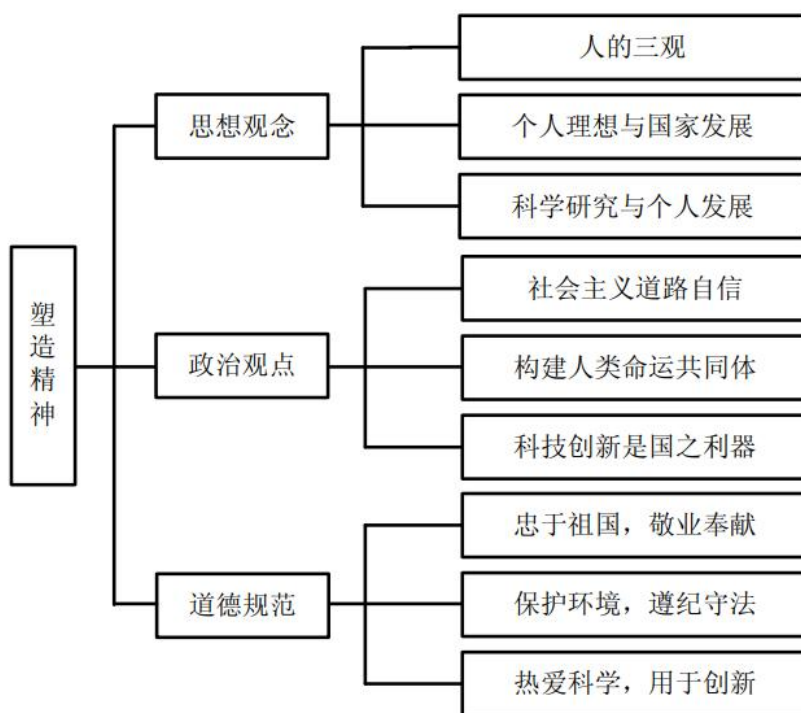 塑造精神
思想观念
人的三观
个人理想与国家发展
科学研究与个人发展
政治观点
社会主义道路自信
构建人类命运共同体
科技创新是国之利器
道德规范
忠于祖国，敬业奉献
保护环境，遵纪守法
热爱科学，用于创新